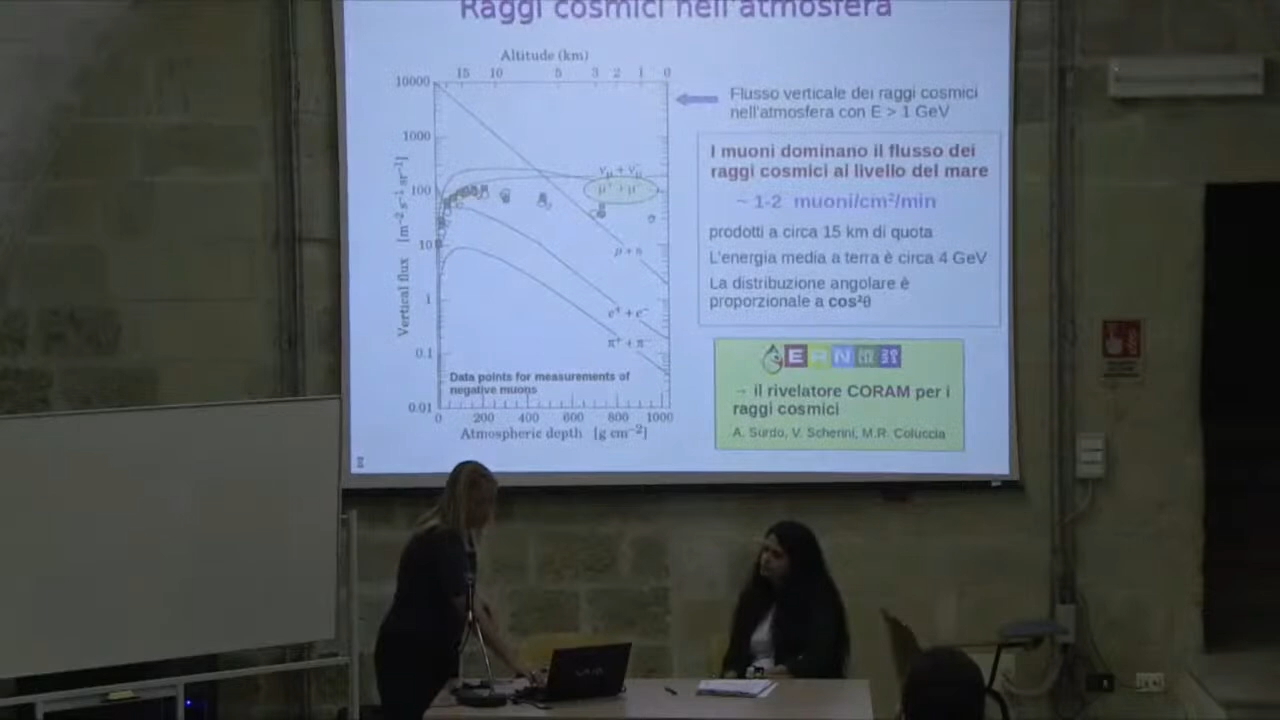 Raggi cosmici nell'atmosfera
Altitude (km)
15 10 5 3 2 1 0
10000
1000
100
10
1
0.1
0.01
Vertical flux [m⁻² s⁻¹ sr⁻¹]
νμ + ν̄μ
μ⁺ + μ⁻
p + n
e⁺ + e⁻
π⁺ + π⁻
Data points for measurements of
negative muons
0 200 400 600 800 1000
Atmospheric depth [g cm⁻²]
Flusso verticale dei raggi cosmici
nell'atmosfera con E > 1 GeV
I muoni dominano il flusso dei
raggi cosmici al livello del mare
~ 1-2 muoni/cm²/min
prodotti a circa 15 km di quota
L'energia media a terra è circa 4 GeV
La distribuzione angolare è
proporzionale a cos²θ
E N
→ il rivelatore CORAM per i
raggi cosmici
A. Surdo, V. Scherini, M.R. Coluccia
VAIO